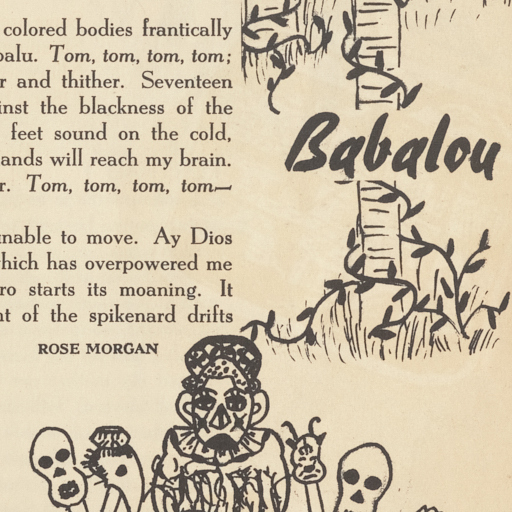 colored bodies frantically
balu. Tom, tom, tom, tom;
r and thither. Seventeen
inst the blackness of the
feet sound on the cold,
ands will reach my brain.
r. Tom, tom, tom, tom—
Babalou
nable to move. Ay Dios
hich has overpowered me
ro starts its moaning. It
nt of the spikenard drifts
ROSE MORGAN